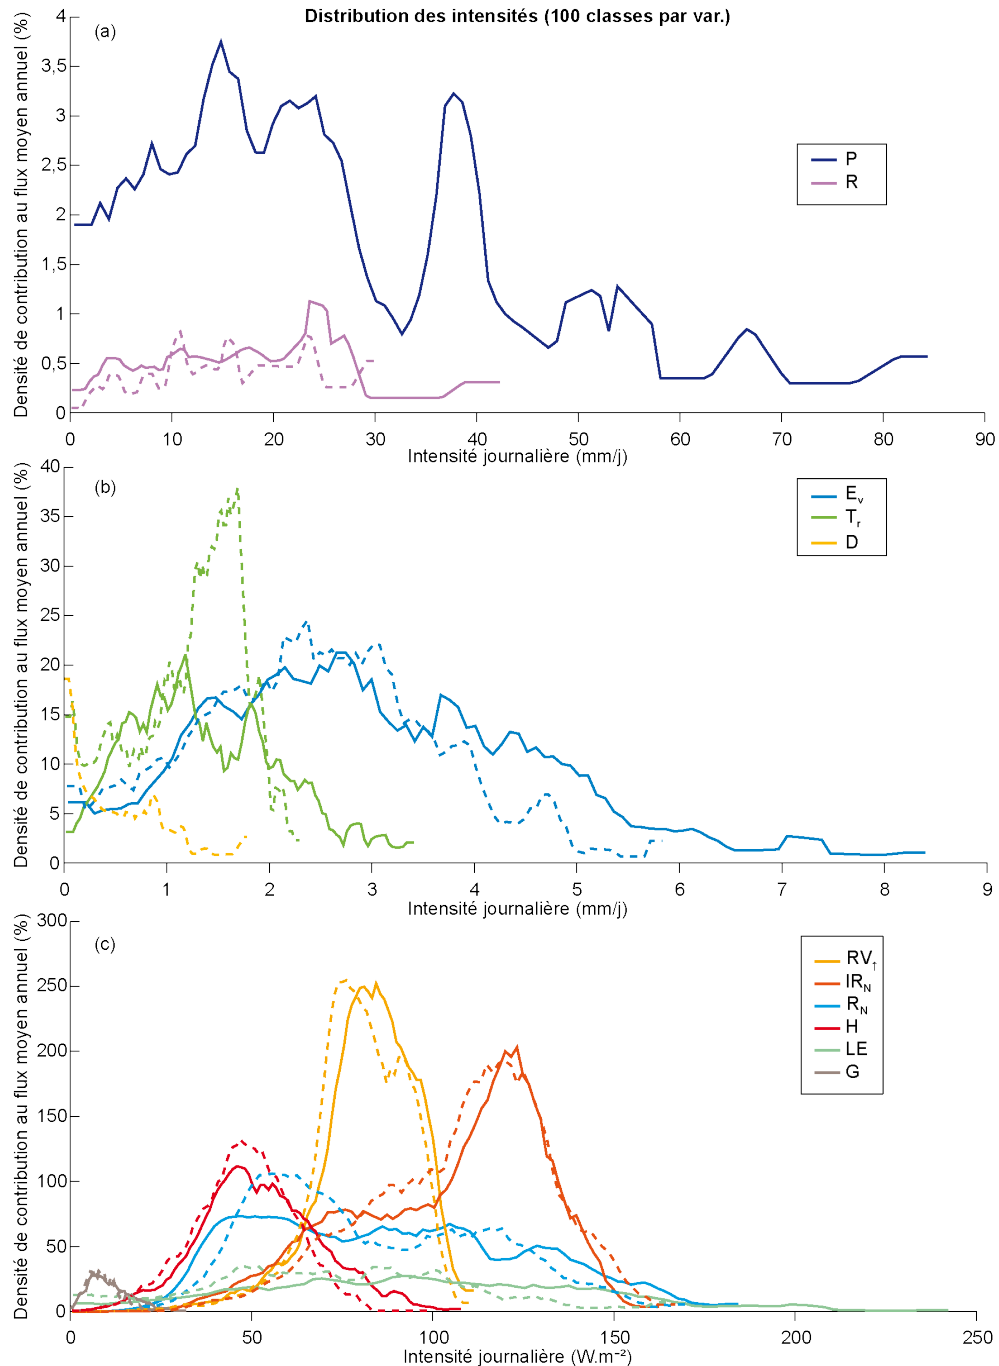 Distribution des intensités (100 classes par var.)
(a)
Densité de contribution au flux moyen annuel (%)
4
3,5
3
2,5
2
1,5
1
0,5
0
P
R
0 10 20 30 40 50 60 70 80 90
Intensité journalière (mm/j)
(b)
Densité de contribution au flux moyen annuel (%)
40
35
30
25
20
15
10
5
0
Ev
Tr
D
0 1 2 3 4 5 6 7 8 9
Intensité journalière (mm/j)
(c)
Densité de contribution au flux moyen annuel (%)
300
250
200
150
100
50
0
RV↑
IRN
RN
H
LE
G
0 50 100 150 200 250
Intensité journalière (W.m⁻²)